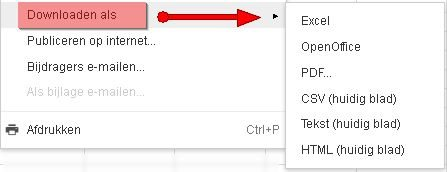 Downloaden als
Publiceren op internet...
Bijdragers e-mailen...
Als bijlage e-mailen...
Afdrukken Ctrl+P
Excel
OpenOffice
PDF...
CSV (huidig blad)
Tekst (huidig blad)
HTML (huidig blad)